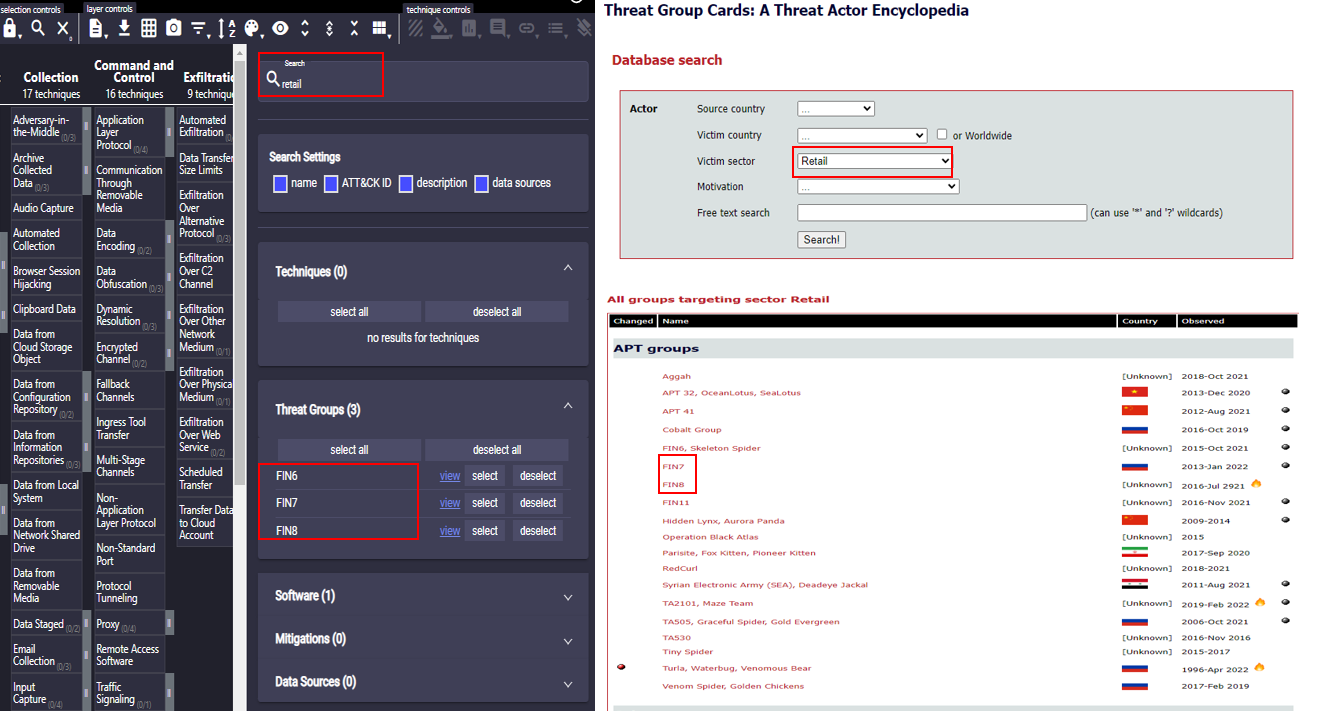 selection controls
layer controls
technique controls
Collection
17 techniques
Command and
Control
16 techniques
9 technique
Adversary-in-
the-Middle (0/3)
Archive
Collected
Data (0/3)
Audio Capture
Automated
Collection
Browser Session
Hijacking
Clipboard Data
Data from
Cloud Storage
Object
Data from
Configuration
Repository (0/2)
Data from
Information
Repositories (0/3)
Data from Local
System
Data from
Network Shared
Drive
Data from
Removable
Media
Data Staged (0/2)
Email
Collection (0/3)
Input
Capture (0/4)
Application
Layer
Protocol (0/4)
Communication
Through
Removable
Media
Data
Encoding (0/2)
Data
Obfuscation (0/3)
Dynamic
Resolution (0/3)
Encrypted
Channel (0/2)
Fallback
Channels
Ingress Tool
Transfer
Multi-Stage
Channels
Non-
Application
Layer Protocol
Non-Standard
Port
Protocol
Tunneling
Proxy (0/4)
Remote Access
Software
Traffic
Signaling (0/1)
Automated
Exfiltration
Data Transfer
Size Limits
Exfiltration
Over
Alternative
Protocol (0/3)
Exfiltration
Over C2
Channel
Exfiltration
Over Other
Network
Medium (0/1)
Exfiltration
Over Physica
Medium (0/1)
Exfiltration
Over Web
Service (0/2)
Scheduled
Transfer
Transfer Data
to Cloud
Account
Search
retail
Search Settings
name ATT&CK ID description data sources
Techniques (0)
select all deselect all
no results for techniques
Threat Groups (3)
select all deselect all
FIN6 view select deselect
FIN7 view select deselect
FIN8 view select deselect
Software (1)
Mitigations (0)
Data Sources (0)
Threat Group Cards: A Threat Actor Encyclopedia
Database search
Actor Source country ...
Victim country ... or Worldwide
Victim sector Retail
Motivation ...
Free text search (can use '*' and '?' wildcards)
Search!
All groups targeting sector Retail
Changed Name Country Observed
APT groups
Aggah [Unknown] 2018-Oct 2021
APT 32, OceanLotus, SeaLotus 2013-Dec 2020
APT 41 2012-Aug 2021
Cobalt Group 2016-Oct 2019
FIN6, Skeleton Spider [Unknown] 2015-Oct 2021
FIN7 2013-Jan 2022
FIN8 [Unknown] 2016-Jul 2921
FIN11 [Unknown] 2016-Nov 2021
Hidden Lynx, Aurora Panda 2009-2014
Operation Black Atlas [Unknown] 2015
Parisite, Fox Kitten, Pioneer Kitten 2017-Sep 2020
RedCurl [Unknown] 2018-2021
Syrian Electronic Army (SEA), Deadeye Jackal 2011-Aug 2021
TA2101, Maze Team [Unknown] 2019-Feb 2022
TA505, Graceful Spider, Gold Evergreen 2006-Oct 2021
TA530 [Unknown] 2016-Nov 2016
Tiny Spider [Unknown] 2015-2017
Turla, Waterbug, Venomous Bear 1996-Apr 2022
Venom Spider, Golden Chickens 2017-Feb 2019